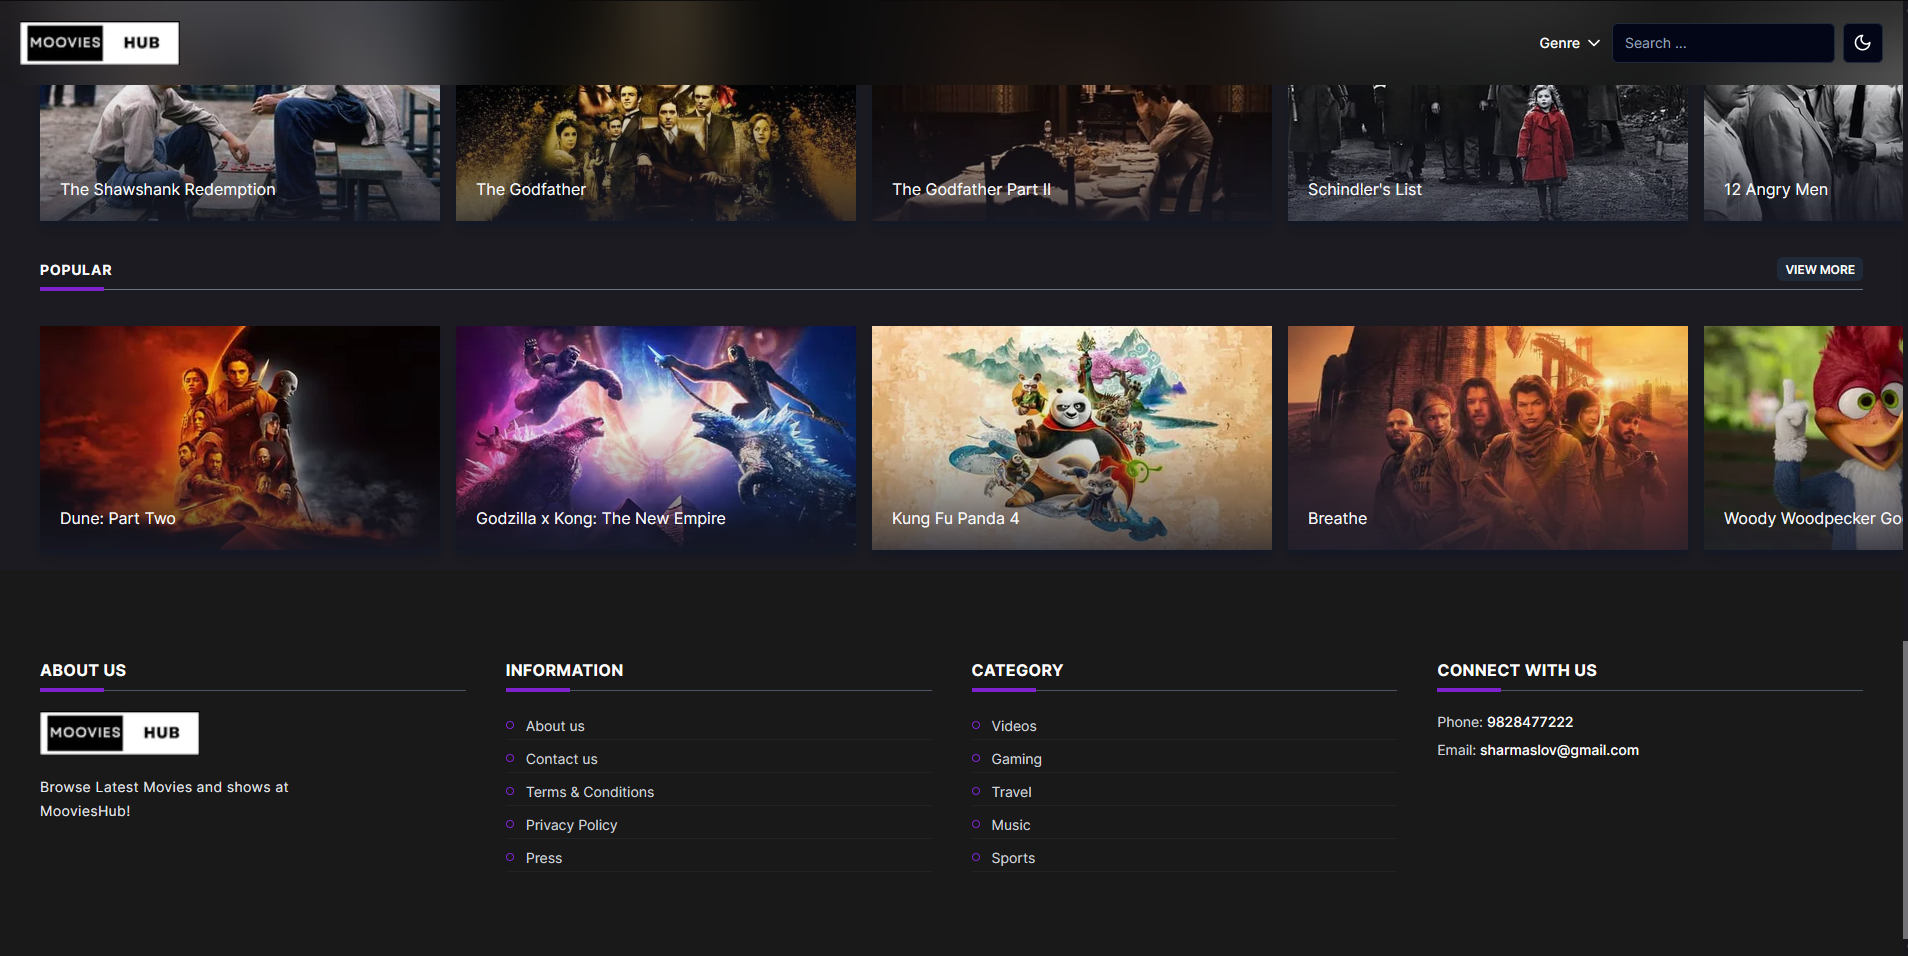 MOOVIES HUB
Genre
Search ...
The Shawshank Redemption
The Godfather
The Godfather Part II
Schindler's List
12 Angry Men
POPULAR
VIEW MORE
Dune: Part Two
Godzilla x Kong: The New Empire
Kung Fu Panda 4
Breathe
Woody Woodpecker Go
ABOUT US
MOOVIES HUB
Browse Latest Movies and shows at
MooviesHub!
INFORMATION
About us
Contact us
Terms & Conditions
Privacy Policy
Press
CATEGORY
Videos
Gaming
Travel
Music
Sports
CONNECT WITH US
Phone: 9828477222
Email: sharmaslov@gmail.com